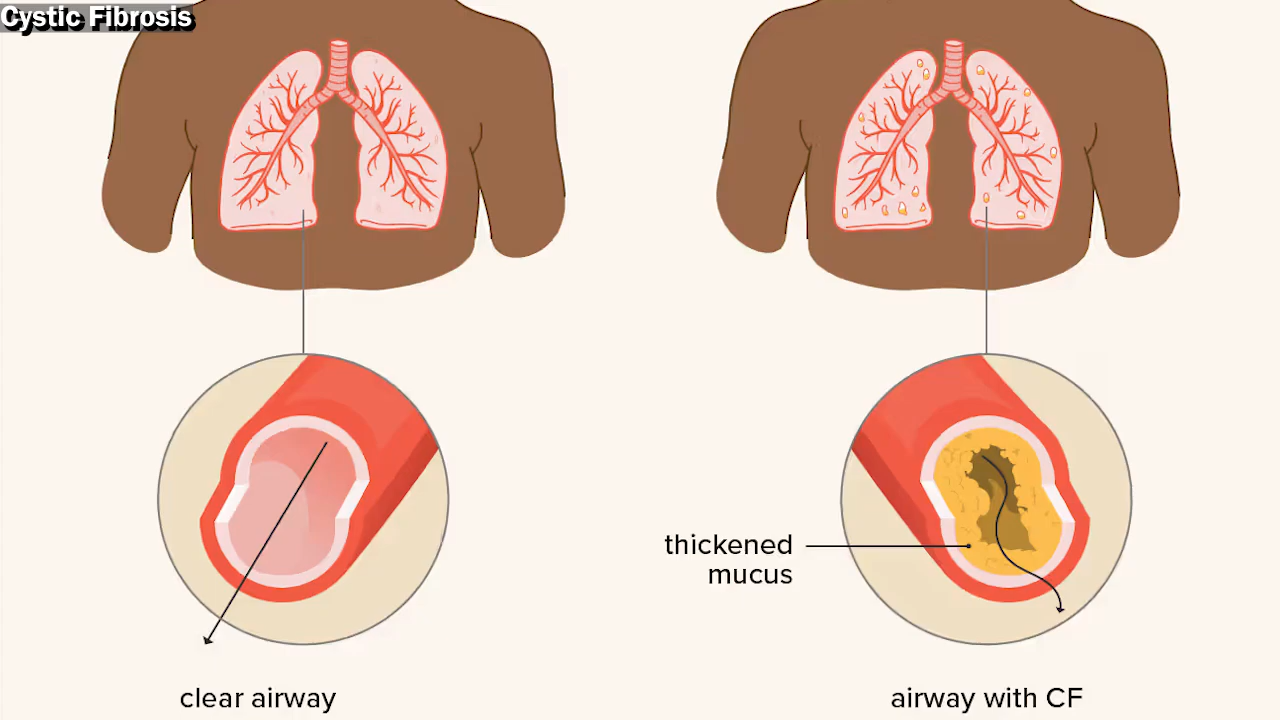 Cystic Fibrosis
thickened
mucus
clear airway
airway with CF